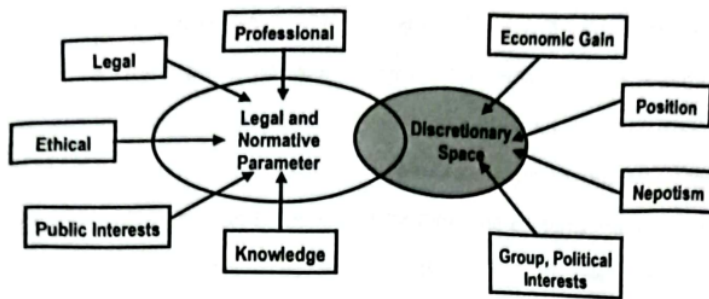 Professional
Legal
Economic Gain
Position
Ethical
Legal and
Normative
Parameter
Discretionary
Space
Nepotism
Public Interests
Knowledge
Group, Political
Interests